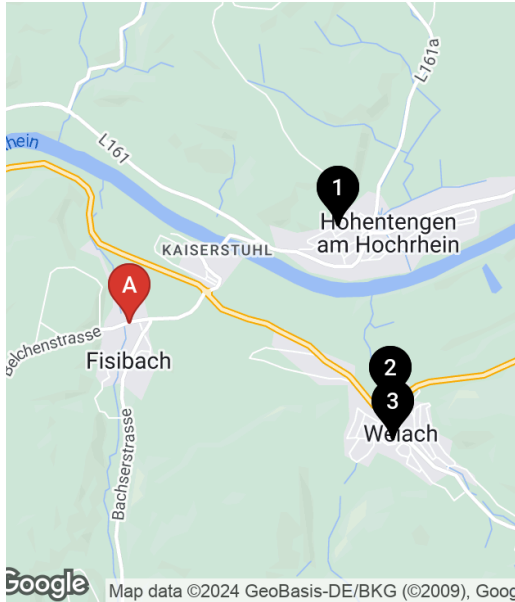 L161a
hein
L161
1
Hohentengen
am Hochrhein
KAISERSTUHL
A
Belchenstrasse
Fisibach
2
3
Weiach
Bachserstrasse
Google
Map data ©2024 GeoBasis-DE/BKG (©2009), Goog